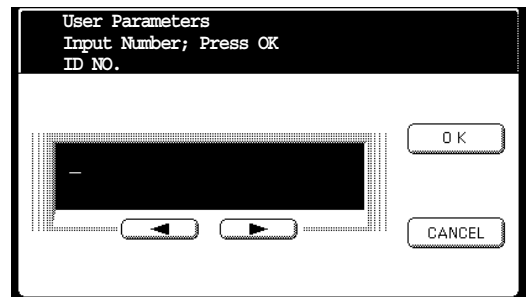 User Parameters
Input Number; Press OK
ID NO.
_
OK
CANCEL